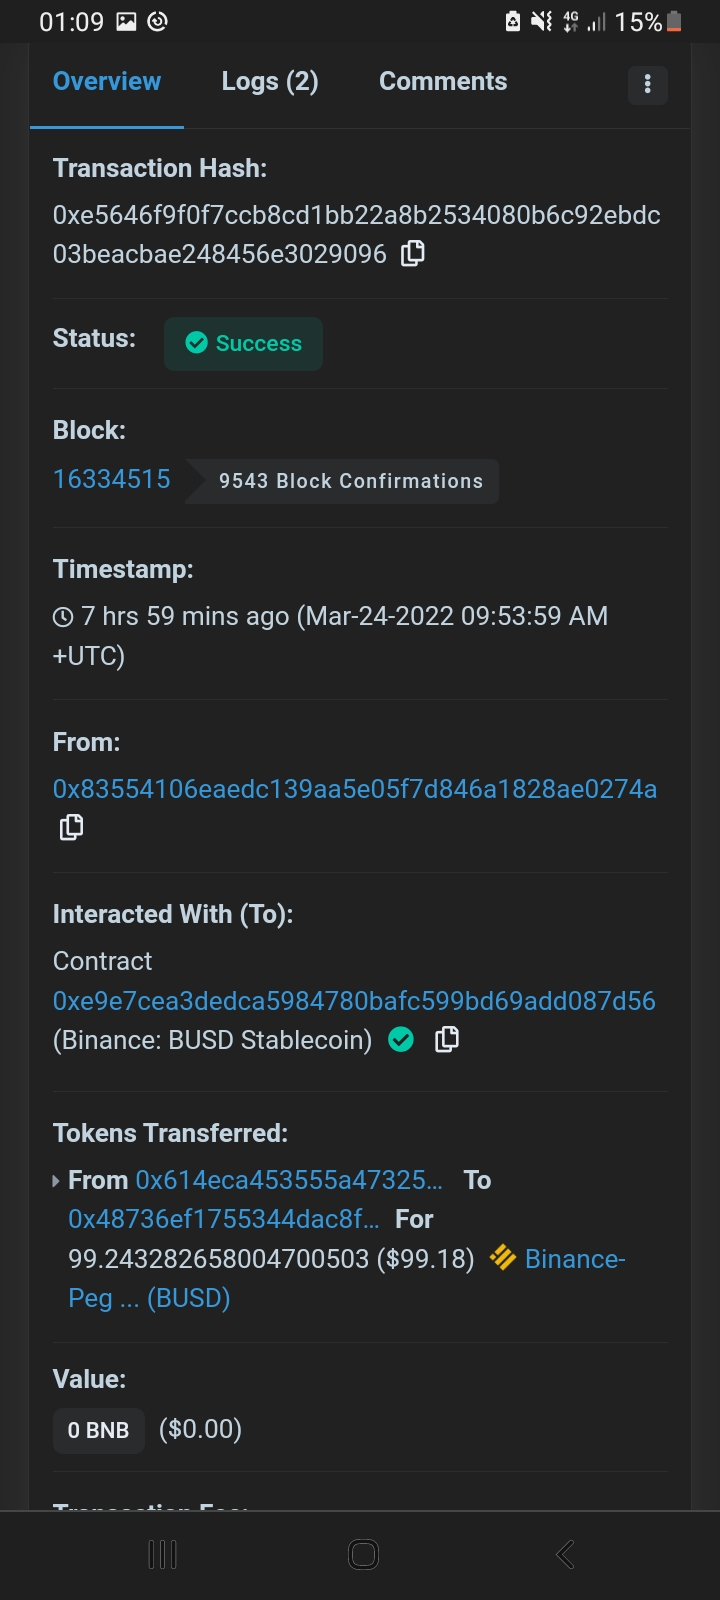 01:09
4G
15%
Overview
Logs (2)
Comments
Transaction Hash:
0xe5646f9f0f7ccb8cd1bb22a8b2534080b6c92ebdc
03beacbae248456e3029096
Status:
Success
Block:
16334515
9543 Block Confirmations
Timestamp:
7 hrs 59 mins ago (Mar-24-2022 09:53:59 AM
+UTC)
From:
0x83554106eaedc139aa5e05f7d846a1828ae0274a
Interacted With (To):
Contract
0xe9e7cea3dedca5984780bafc599bd69add087d56
(Binance: BUSD Stablecoin)
Tokens Transferred:
From 0x614eca453555a47325... To
0x48736ef1755344dac8f... For
99.243282658004700503 ($99.18) Binance-
Peg ... (BUSD)
Value:
0 BNB ($0.00)